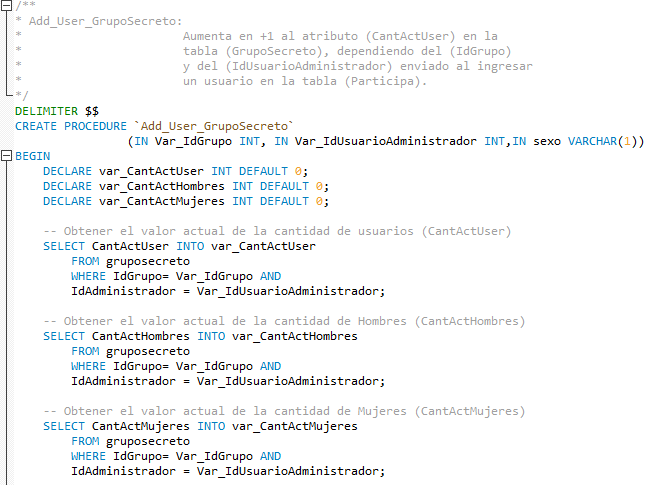 /**
* Add_User_GrupoSecreto:
* Aumenta en +1 al atributo (CantActUser) en la
* tabla (GrupoSecreto), dependiendo del (IdGrupo)
* y del (IdUsuarioAdministrador) enviado al ingresar
* un usuario en la tabla (Participa).
*/
DELIMITER $$
CREATE PROCEDURE `Add_User_GrupoSecreto`
(IN Var_IdGrupo INT, IN Var_IdUsuarioAdministrador INT,IN sexo VARCHAR(1))
BEGIN
DECLARE var_CantActUser INT DEFAULT 0;
DECLARE var_CantActHombres INT DEFAULT 0;
DECLARE var_CantActMujeres INT DEFAULT 0;
-- Obtener el valor actual de la cantidad de usuarios (CantActUser)
SELECT CantActUser INTO var_CantActUser
FROM gruposecreto
WHERE IdGrupo= Var_IdGrupo AND
IdAdministrador = Var_IdUsuarioAdministrador;
-- Obtener el valor actual de la cantidad de Hombres (CantActHombres)
SELECT CantActHombres INTO var_CantActHombres
FROM gruposecreto
WHERE IdGrupo= Var_IdGrupo AND
IdAdministrador = Var_IdUsuarioAdministrador;
-- Obtener el valor actual de la cantidad de Mujeres (CantActMujeres)
SELECT CantActMujeres INTO var_CantActMujeres
FROM gruposecreto
WHERE IdGrupo= Var_IdGrupo AND
IdAdministrador = Var_IdUsuarioAdministrador;